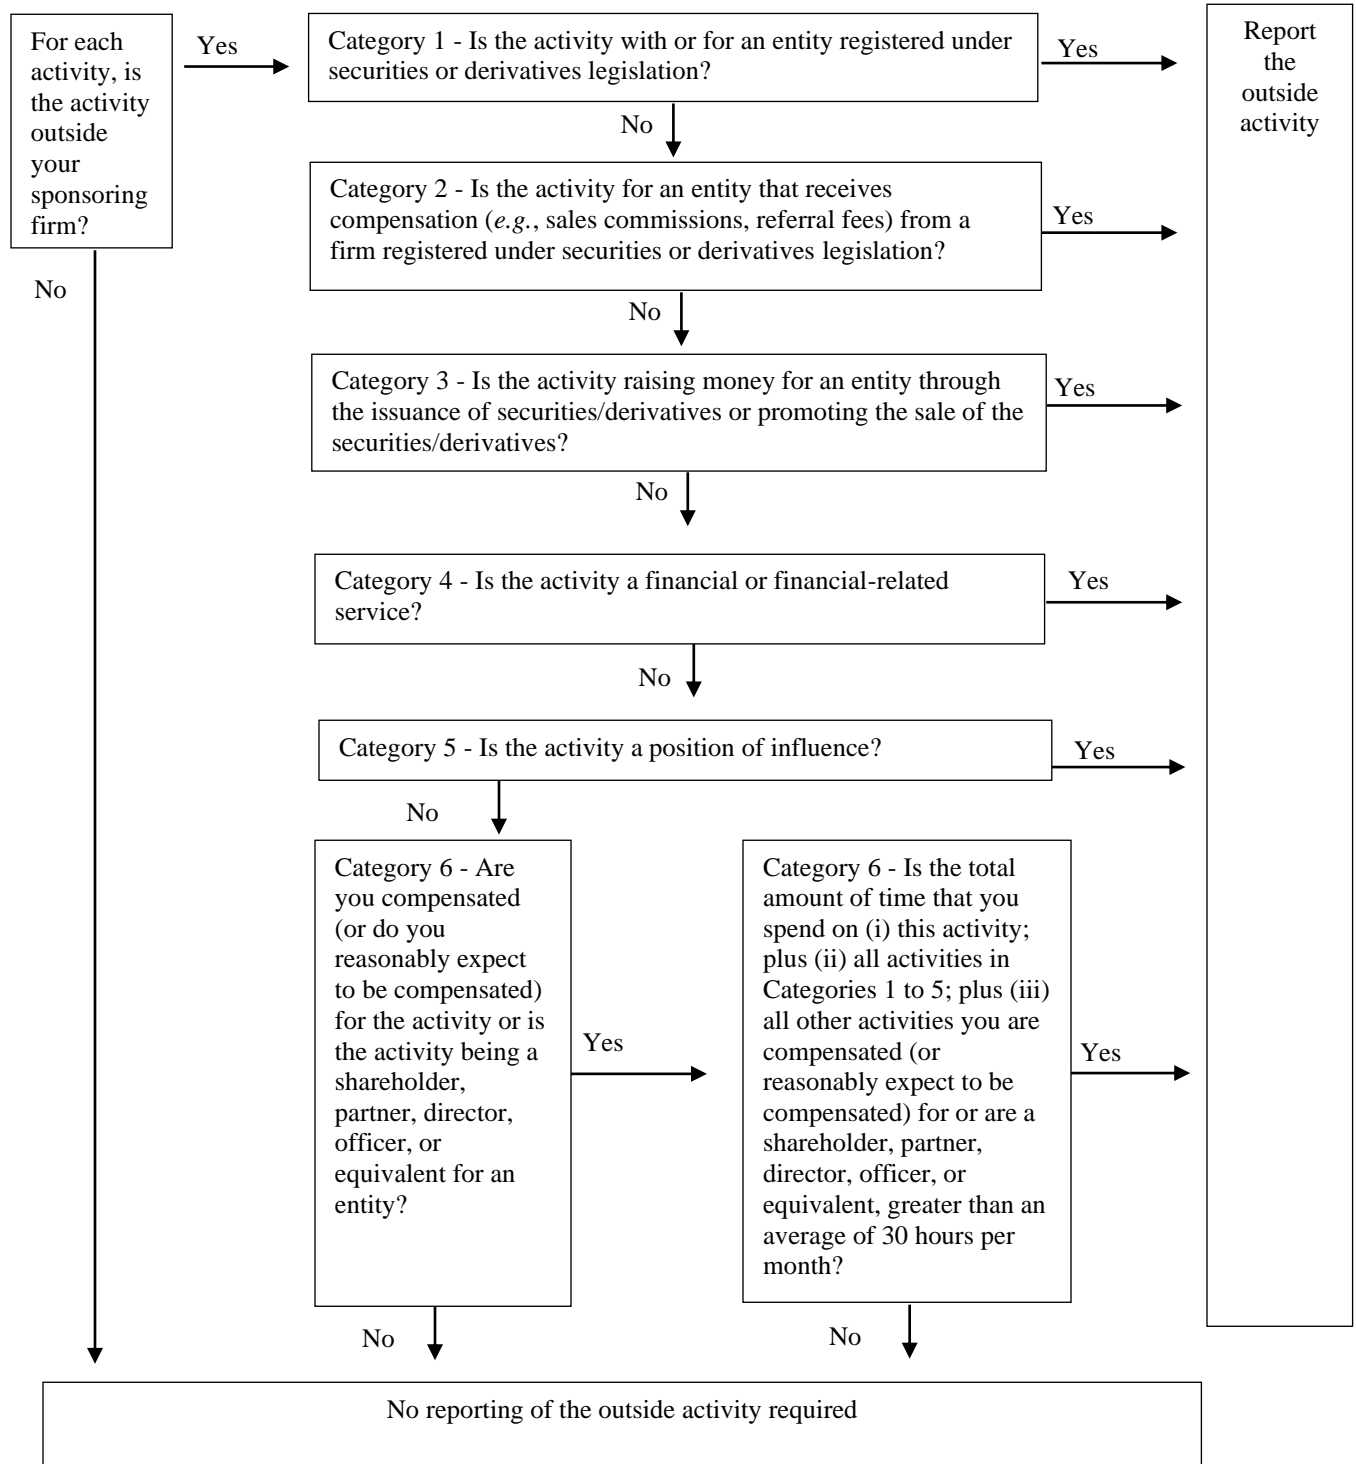 For each
activity, is
the activity
outside
your
sponsoring
firm?
Yes
No
Category 1 - Is the activity with or for an entity registered under
securities or derivatives legislation?
Yes
No
Category 2 - Is the activity for an entity that receives
compensation (e.g., sales commissions, referral fees) from a
firm registered under securities or derivatives legislation?
Yes
No
Category 3 - Is the activity raising money for an entity through
the issuance of securities/derivatives or promoting the sale of the
securities/derivatives?
Yes
No
Category 4 - Is the activity a financial or financial-related
service?
Yes
No
Category 5 - Is the activity a position of influence?
Yes
No
Category 6 - Are
you compensated
(or do you
reasonably expect
to be compensated)
for the activity or is
the activity being a
shareholder,
partner, director,
officer, or
equivalent for an
entity?
Yes
No
Category 6 - Is the total
amount of time that you
spend on (i) this activity;
plus (ii) all activities in
Categories 1 to 5; plus (iii)
all other activities you are
compensated (or
reasonably expect to be
compensated) for or are a
shareholder, partner,
director, officer, or
equivalent, greater than an
average of 30 hours per
month?
Yes
No
Report
the
outside
activity
No reporting of the outside activity required